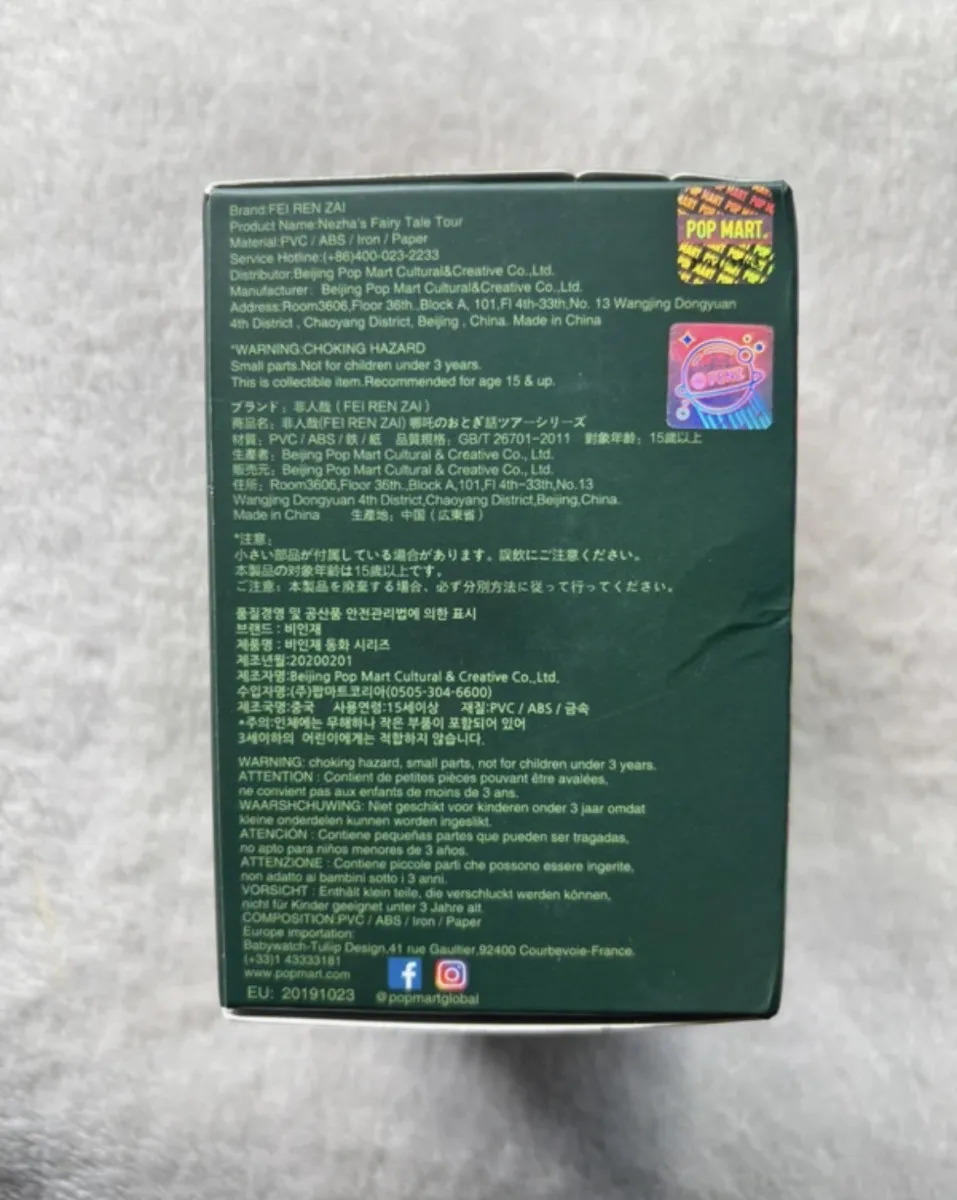 Brand:FEI REN ZAI
Product Name:Nezha's Fairy Tale Tour
Material:PVC / ABS / Iron / Paper
Service Hotline:(+86)400-023-2233
Distributor:Beijing Pop Mart Cultural&Creative Co.,Ltd.
Manufacturer: Beijing Pop Mart Cultural&Creative Co.,Ltd.
Address:Room3606,Floor 36th.,Block A, 101,Fl 4th-33th,No. 13 Wangjing Dongyuan
4th District , Chaoyang District, Beijing , China. Made in China
POP MART.
*WARNING:CHOKING HAZARD
Small parts.Not for children under 3 years.
This is collectible item.Recommended for age 15 & up.
ブランド：非人哉(FEI REN ZAI)
商品名：非人哉(FEI REN ZAI) 哪吒のおとぎ話ツアーシリーズ
材質：PVC / ABS / 鉄 / 紙 品質規格：GB/T 26701-2011 対象年齢：15歳以上
生産者：Beijing Pop Mart Cultural & Creative Co., Ltd.
販売元：Beijing Pop Mart Cultural & Creative Co., Ltd.
住所：Room3606,Floor 36th.,Block A,101,Fl 4th-33th,No.13
Wangjing Dongyuan 4th District,Chaoyang District,Beijing,China.
Made in China 生産地：中国（広東省）
*注意：
小さい部品が付属している場合があります。誤飲にご注意ください。
本製品の対象年齢は15歳以上です。
ご注意：本製品を廃棄する場合、必ず分別方法に従って行ってください。
품질경영 및 공산품 안전관리법에 의한 표시
브랜드 : 비인재
제품명 : 비인재 동화 시리즈
제조년월:20200201
제조자명:Beijing Pop Mart Cultural & Creative Co.,Ltd.
수입자명:(주)팝마트코리아(0505-304-6600)
제조국명:중국 사용연령:15세이상 재질:PVC / ABS / 금속
*주의:인체에는 무해하나 작은 부품이 포함되어 있어
3세이하의 어린이에게는 적합하지 않습니다.
WARNING: choking hazard, small parts, not for children under 3 years.
ATTENTION : Contient de petites pièces pouvant être avalées,
ne convient pas aux enfants de moins de 3 ans.
WAARSHCHUWING: Niet geschikt voor kinderen onder 3 jaar omdat
kleine onderdelen kunnen worden ingeslikt.
ATENCIÓN : Contiene pequeñas partes que pueden ser tragadas,
no apto para niños menores de 3 años.
ATTENZIONE : Contiene piccole parti che possono essere ingerite,
non adatto ai bambini sotto i 3 anni.
VORSICHT : Enthält klein teile, die verschluckt werden können,
nicht für Kinder geeignet unter 3 Jahre alt
COMPOSITION:PVC / ABS / Iron / Paper
Europe importation:
Babywatch-Tuliip Design,41 rue Gaultier,92400 Courbevoie-France.
(+33)1 43333181
www.popmart.com
EU: 20191023 @popmartglobal